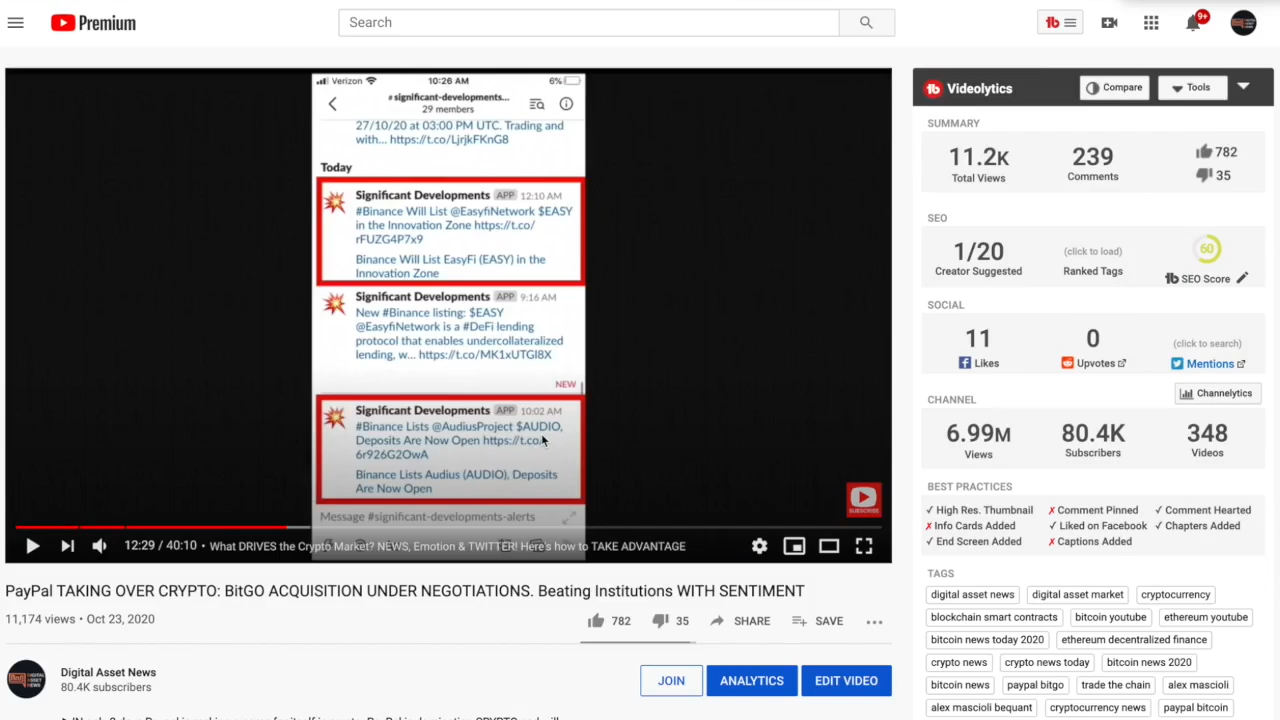 Premium
Search
9+
Verizon 10:26 AM 6%
#significant-developments...
29 members
27/10/20 at 03:00 PM UTC. Trading and
with... https://t.co/LjrjkFKnG8
Today
Significant Developments APP 12:10 AM
#Binance Will List @EasyfiNetwork $EASY
in the Innovation Zone https://t.co/
rFUZG4P7x9
Binance Will List EasyFi (EASY) in the
Innovation Zone
Significant Developments APP 9:16 AM
New #Binance listing: $EASY
@EasyfiNetwork is a #DeFi lending
protocol that enables undercollateralized
lending, w... https://t.co/MK1xUTGI8X
NEW
Significant Developments APP 10:02 AM
#Binance Lists @AudiusProject $AUDIO,
Deposits Are Now Open https://t.co/
6r926G2OwA
Binance Lists Audius (AUDIO), Deposits
Are Now Open
Message #significant-developments-alerts
SUBSCRIBE
12:29 / 40:10 • What DRIVES the Crypto Market? NEWS, Emotion & TWITTER! Here's how to TAKE ADVANTAGE
PayPal TAKING OVER CRYPTO: BitGO ACQUISITION UNDER NEGOTIATIONS. Beating Institutions WITH SENTIMENT
11,174 views • Oct 23, 2020
782 35 SHARE SAVE
Digital Asset News
80.4K subscribers
JOIN ANALYTICS EDIT VIDEO
Videolytics Compare Tools
SUMMARY
11.2K 239 782
Total Views Comments 35
SEO
1/20 (click to load) 60
Creator Suggested Ranked Tags SEO Score
SOCIAL
11 0 (click to search)
Likes Upvotes Mentions
CHANNEL Channelytics
6.99M 80.4K 348
Views Subscribers Videos
BEST PRACTICES
✓ High Res. Thumbnail ✗ Comment Pinned ✓ Comment Hearted
✗ Info Cards Added ✓ Liked on Facebook ✓ Chapters Added
✓ End Screen Added ✗ Captions Added
TAGS
digital asset news digital asset market cryptocurrency
blockchain smart contracts bitcoin youtube ethereum youtube
bitcoin news today 2020 ethereum decentralized finance
crypto news crypto news today bitcoin news 2020
bitcoin news paypal bitgo trade the chain alex mascioli
alex mascioli bequant cryptocurrency news paypal bitcoin